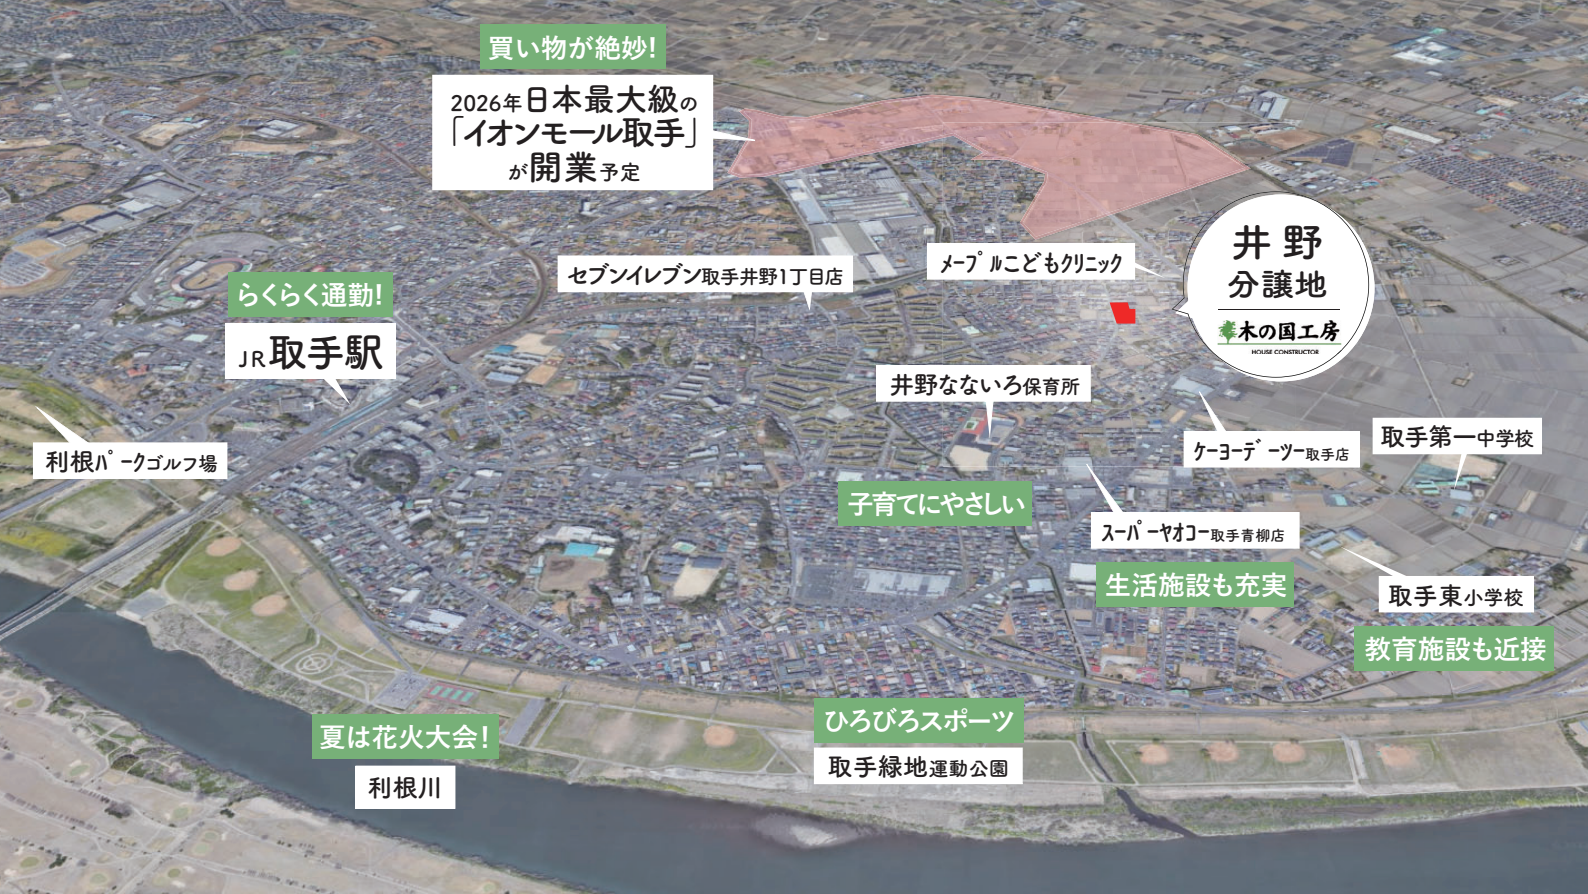 買い物が絶妙！
2026年日本最大級の
「イオンモール取手」
が開業予定
井野
分譲地
木の国工房
HOUSE CONSTRUCTOR
メープルこどもクリニック
セブンイレブン取手井野1丁目店
らくらく通勤！
JR取手駅
井野なないろ保育所
利根パークゴルフ場
ケーヨーデーツー取手店
取手第一中学校
子育てにやさしい
スーパーヤオコー取手青柳店
生活施設も充実
取手東小学校
教育施設も近接
ひろびろスポーツ
取手緑地運動公園
夏は花火大会！
利根川